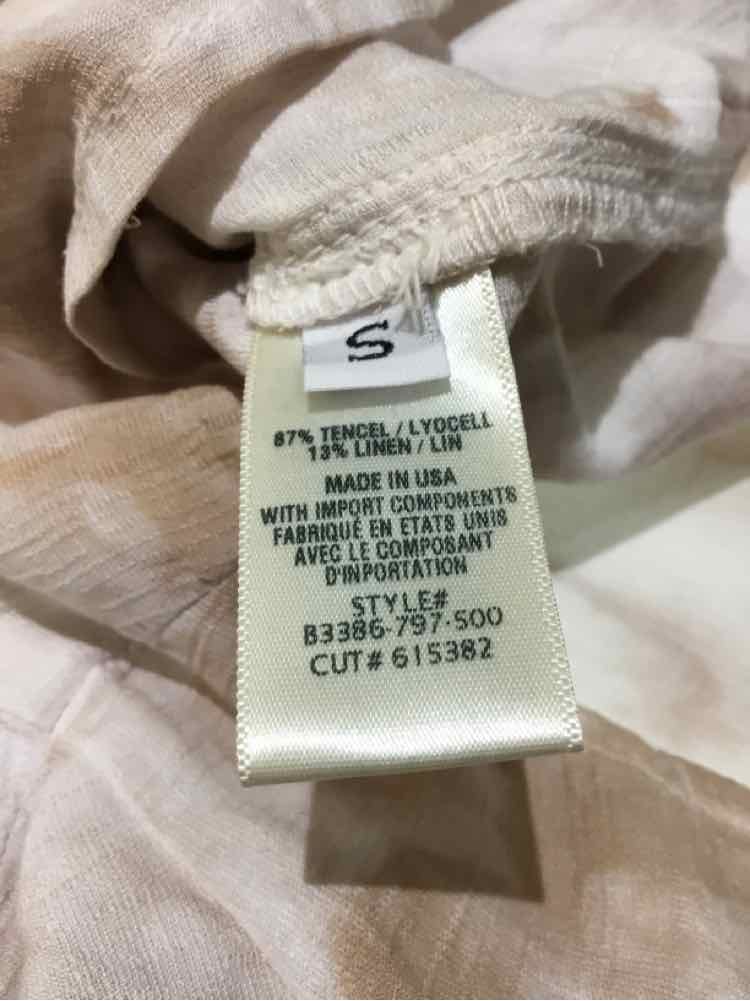 S
87% TENCEL / LYOCELL
13% LINEN / LIN
MADE IN USA
WITH IMPORT COMPONENTS
FABRIQUÉ EN ETATS UNIS
AVEC LE COMPOSANT
D'INPORTATION
STYLE#
B3386-797-500
CUT# 615382